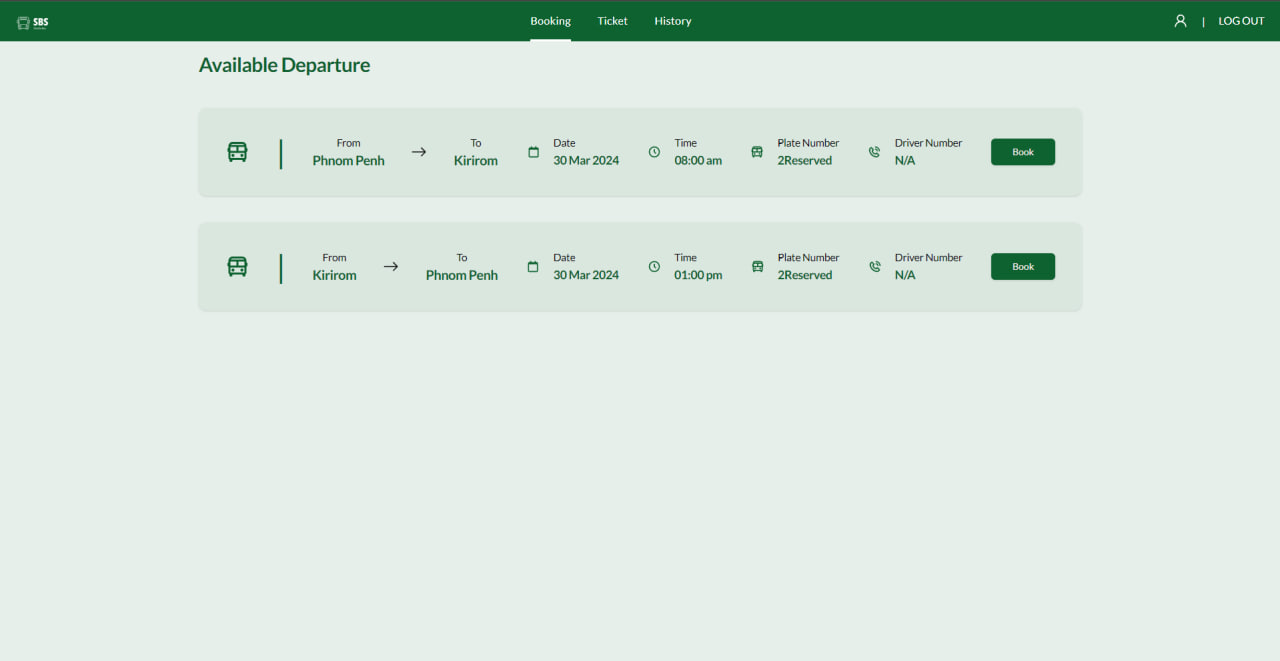 SBS
Booking Ticket History
| LOG OUT
Available Departure
From To Date Time Plate Number Driver Number
Phnom Penh → Kirirom 30 Mar 2024 08:00 am 2Reserved N/A Book
From To Date Time Plate Number Driver Number
Kirirom → Phnom Penh 30 Mar 2024 01:00 pm 2Reserved N/A Book